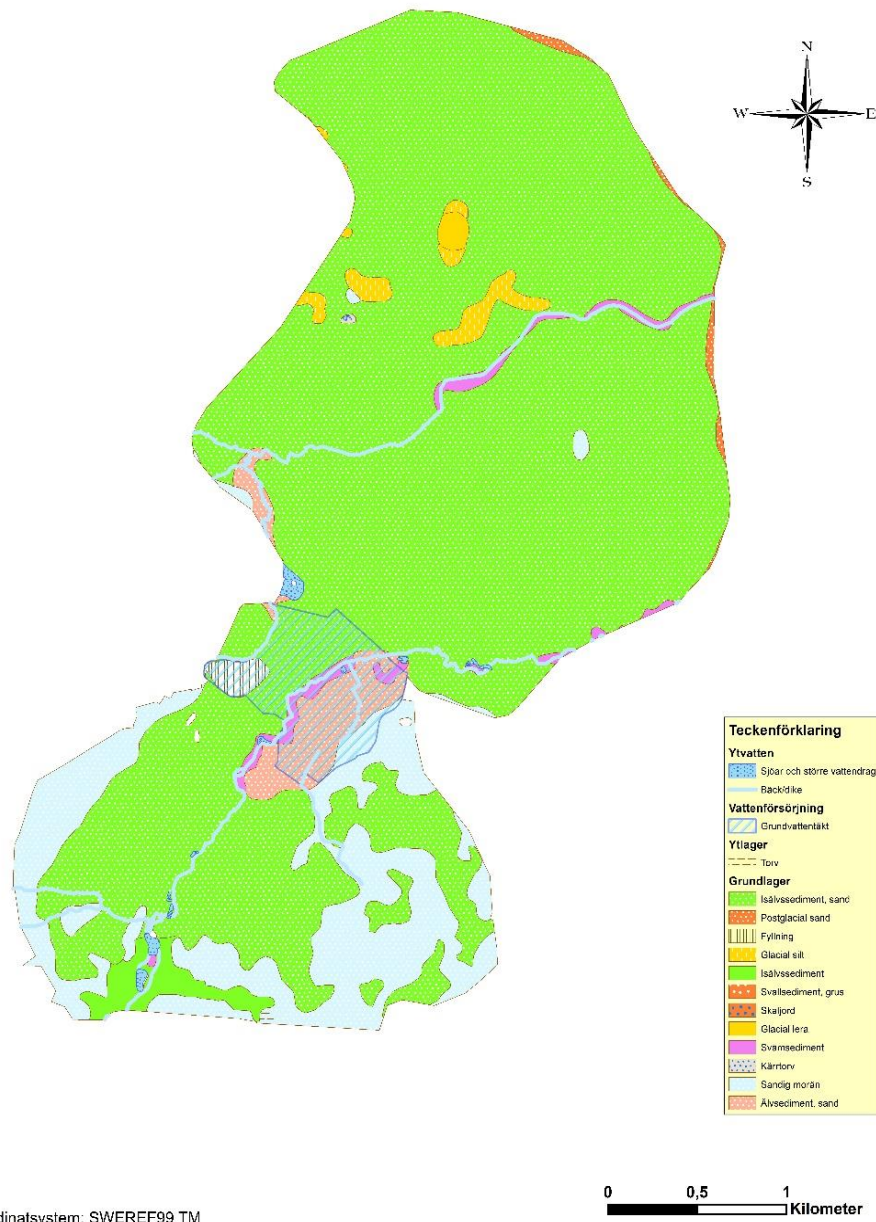 N
W E
S
Teckenförklaring
Ytvatten
Sjöar och större vattendrag
Bäck/dike
Vattenförsörjning
Grundvattentäkt
Ytlager
Torv
Grundlager
Isälvssediment, sand
Postglacial sand
Fyllning
Glacial silt
Isälvssediment
Svallsediment, grus
Skaljord
Glacial lera
Svämsediment
Kärrtorv
Sandig morän
Älvsediment, sand
0 0,5 1
Kilometer
dinatsystem: SWEREF99 TM